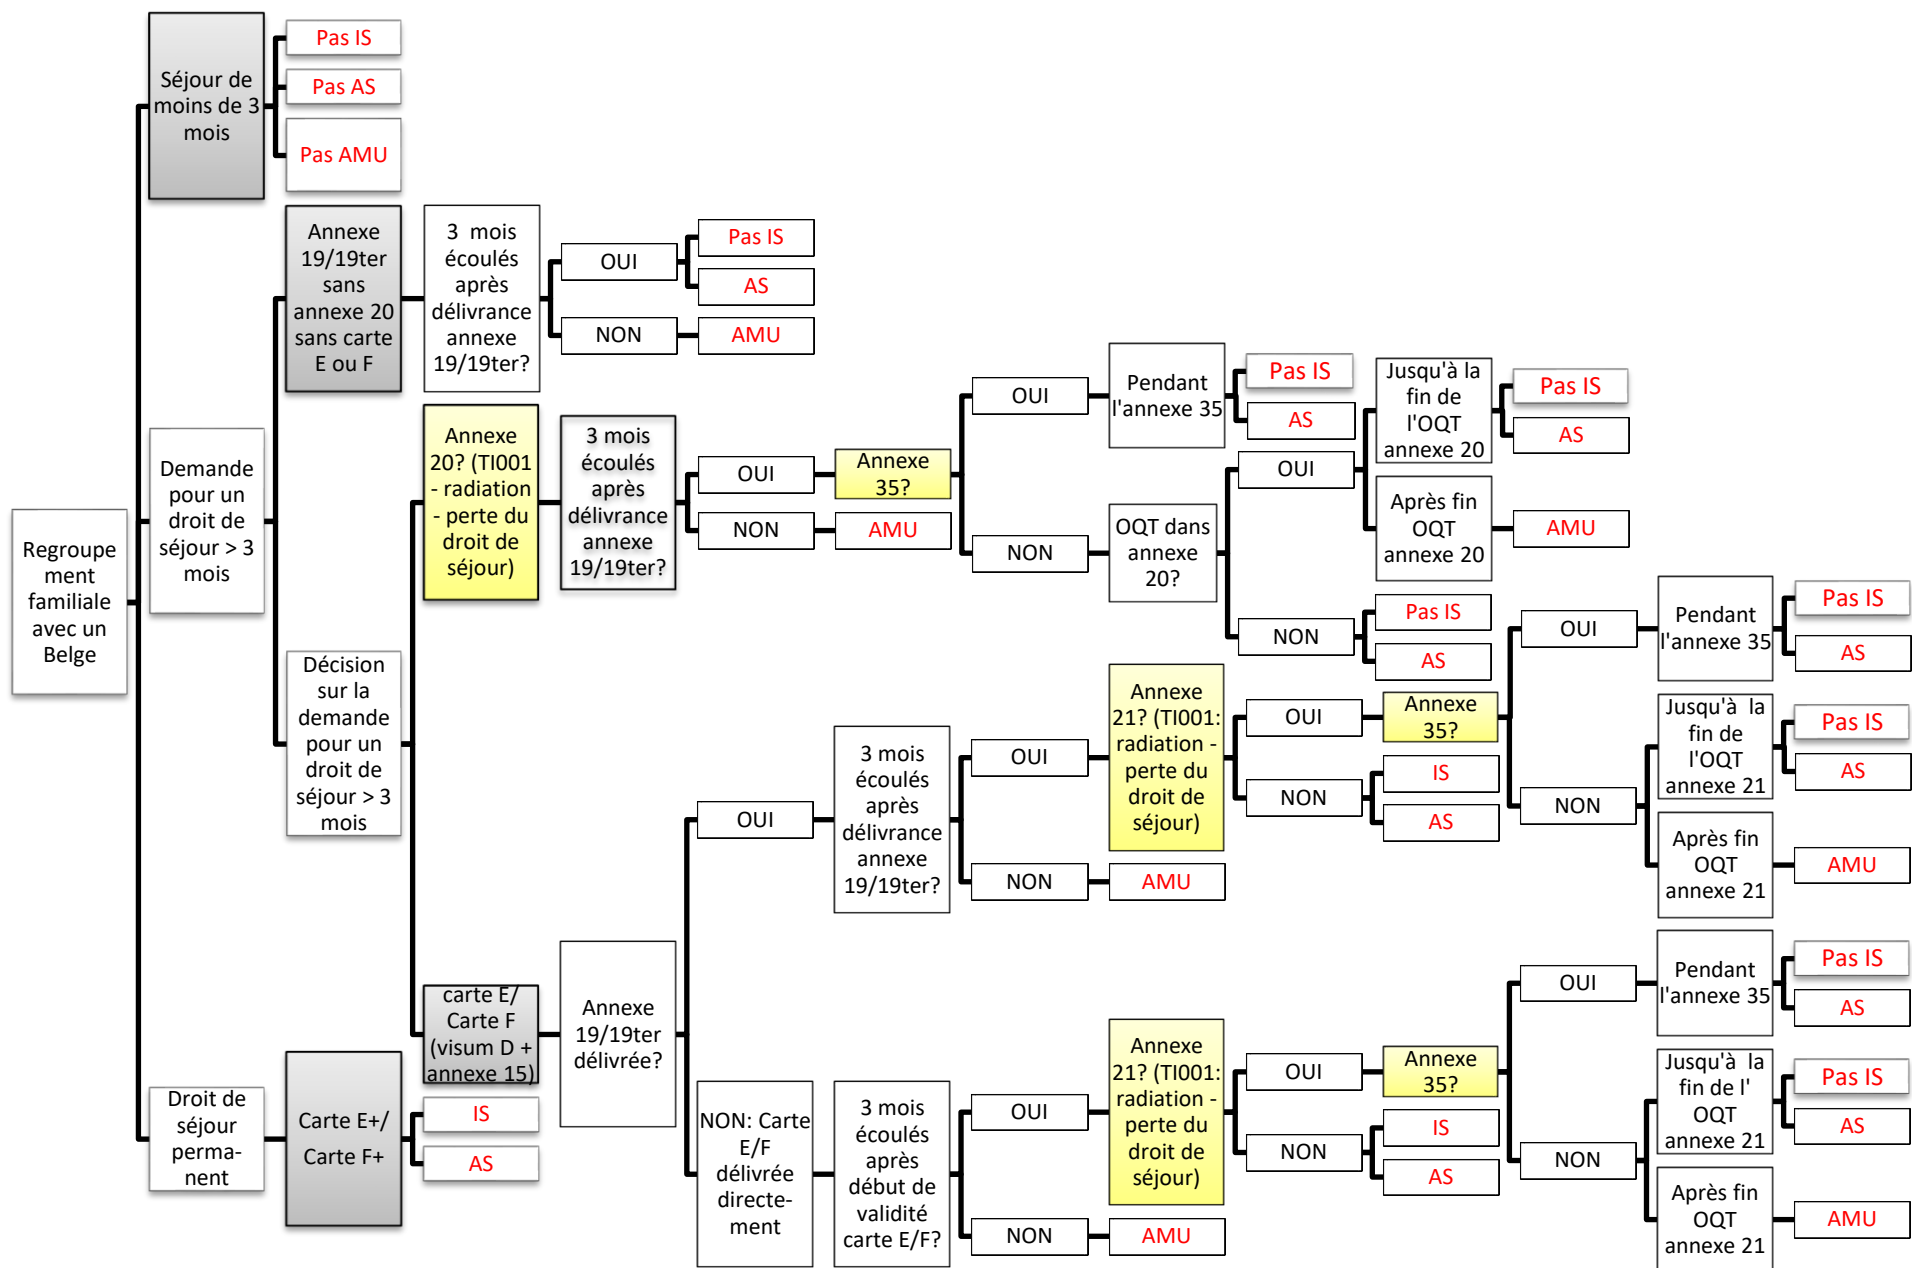 Regroupe
ment
familiale
avec un
Belge
Séjour de
moins de 3
mois
Pas IS
Pas AS
Pas AMU
Demande
pour un
droit de
séjour > 3
mois
Annexe
19/19ter
sans
annexe 20
sans carte
E ou F
3 mois
écoulés
après
délivrance
annexe
19/19ter?
OUI
Pas IS
AS
NON
AMU
Décision
sur la
demande
pour un
droit de
séjour > 3
mois
Annexe
20? (TI001
- radiation
- perte du
droit de
séjour)
3 mois
écoulés
après
délivrance
annexe
19/19ter?
OUI
Annexe
35?
OUI
Pendant
l'annexe 35
Pas IS
AS
NON
OQT dans
annexe
20?
OUI
Jusqu'à la
fin de
l'OQT
annexe 20
Pas IS
AS
Après fin
OQT
annexe 20
AMU
NON
Pas IS
AS
NON
AMU
carte E/
Carte F
(visum D +
annexe 15)
Annexe
19/19ter
délivrée?
OUI
3 mois
écoulés
après
délivrance
annexe
19/19ter?
OUI
Annexe
21? (TI001:
radiation -
perte du
droit de
séjour)
OUI
Annexe
35?
OUI
Pendant
l'annexe 35
Pas IS
AS
NON
Jusqu'à la
fin de
l'OQT
annexe 21
Pas IS
AS
Après fin
OQT
annexe 21
AMU
NON
IS
AS
NON
AMU
NON: Carte
E/F
délivrée
directe-
ment
3 mois
écoulés
après
début de
validité
carte E/F?
OUI
Annexe
21? (TI001:
radiation -
perte du
droit de
séjour)
OUI
Annexe
35?
OUI
Pendant
l'annexe 35
Pas IS
AS
NON
Jusqu'à la
fin de l'
OQT
annexe 21
Pas IS
AS
Après fin
OQT
annexe 21
AMU
NON
IS
AS
NON
AMU
Droit de
séjour
perma-
nent
Carte E+/
Carte F+
IS
AS